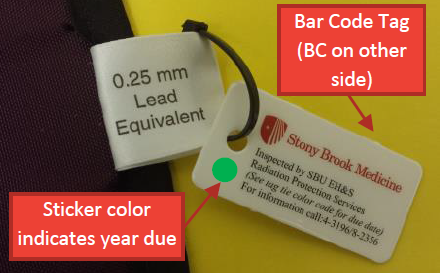 Bar Code Tag
(BC on other
side)
0.25 mm
Lead
Equivalent
Stony Brook Medicine
Inspected by SBU EH&S
Radiation Protection Services
(See tag tie color code for due date)
For information call:4-3196/8-2356
Sticker color
indicates year due